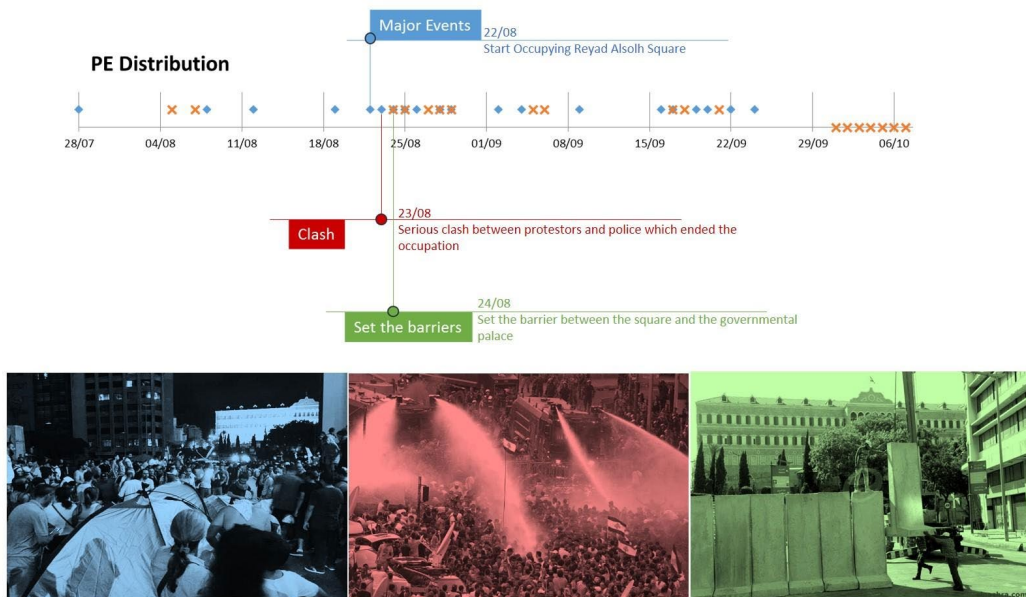 Major Events
22/08
Start Occupying Reyad Alsolh Square
PE Distribution
28/07 04/08 11/08 18/08 25/08 01/09 08/09 15/09 22/09 29/09 06/10
23/08
Clash
Serious clash between protestors and police which ended the
occupation
24/08
Set the barriers
Set the barrier between the square and the governmental
palace